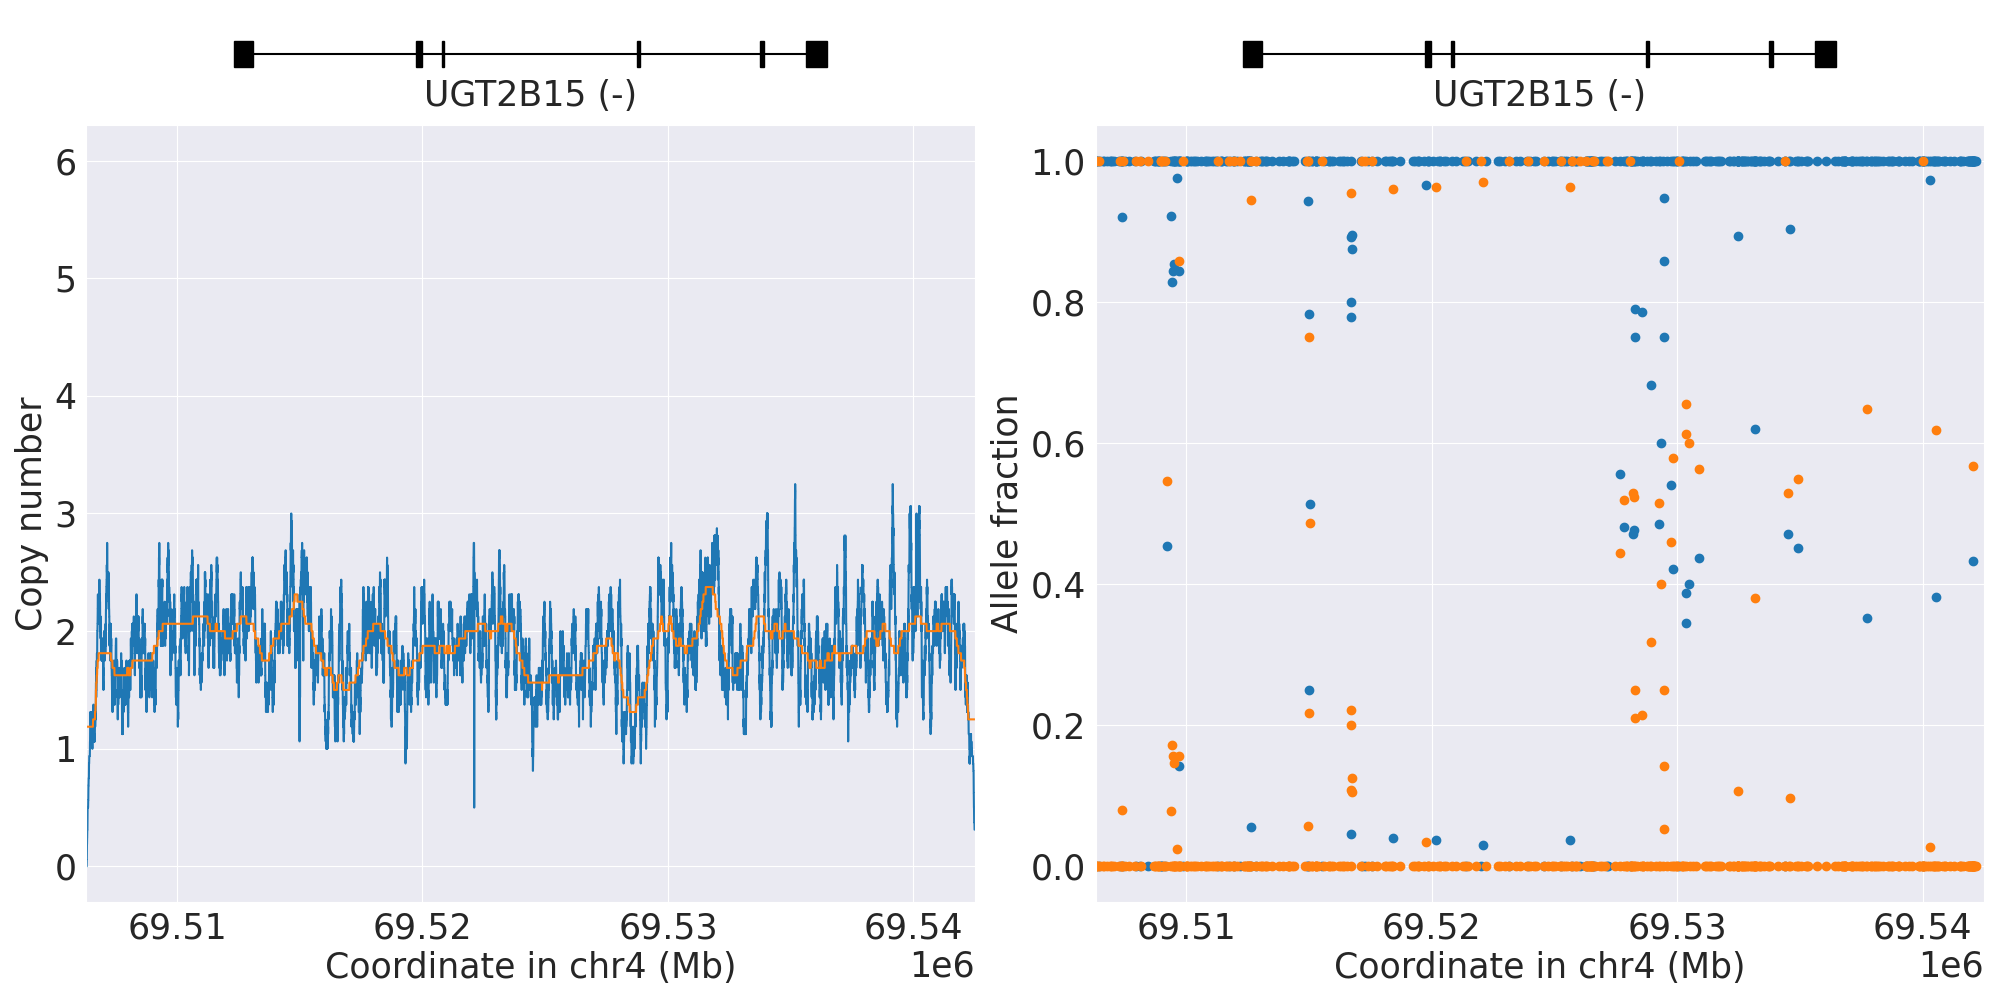 UGT2B15 (-)
Copy number
6
5
4
3
2
1
0
69.51 69.52 69.53 69.54
Coordinate in chr4 (Mb)
1e6
UGT2B15 (-)
Allele fraction
1.0
0.8
0.6
0.4
0.2
0.0
69.51 69.52 69.53 69.54
Coordinate in chr4 (Mb)
1e6